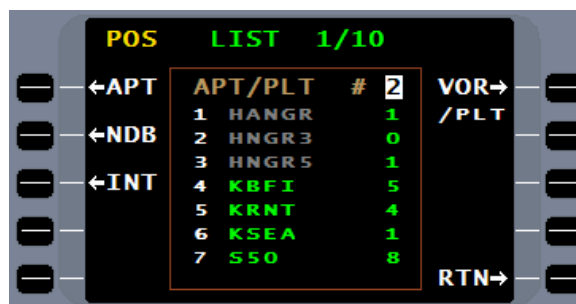 POS LIST 1/10
←APT APT/PLT # 2 VOR→
1 HANGR 1 /PLT
←NDB 2 HNGR3 0
3 HNGR5 1
←INT 4 KBFI 5
5 KRNT 4
6 KSEA 1
7 S50 8
RTN→